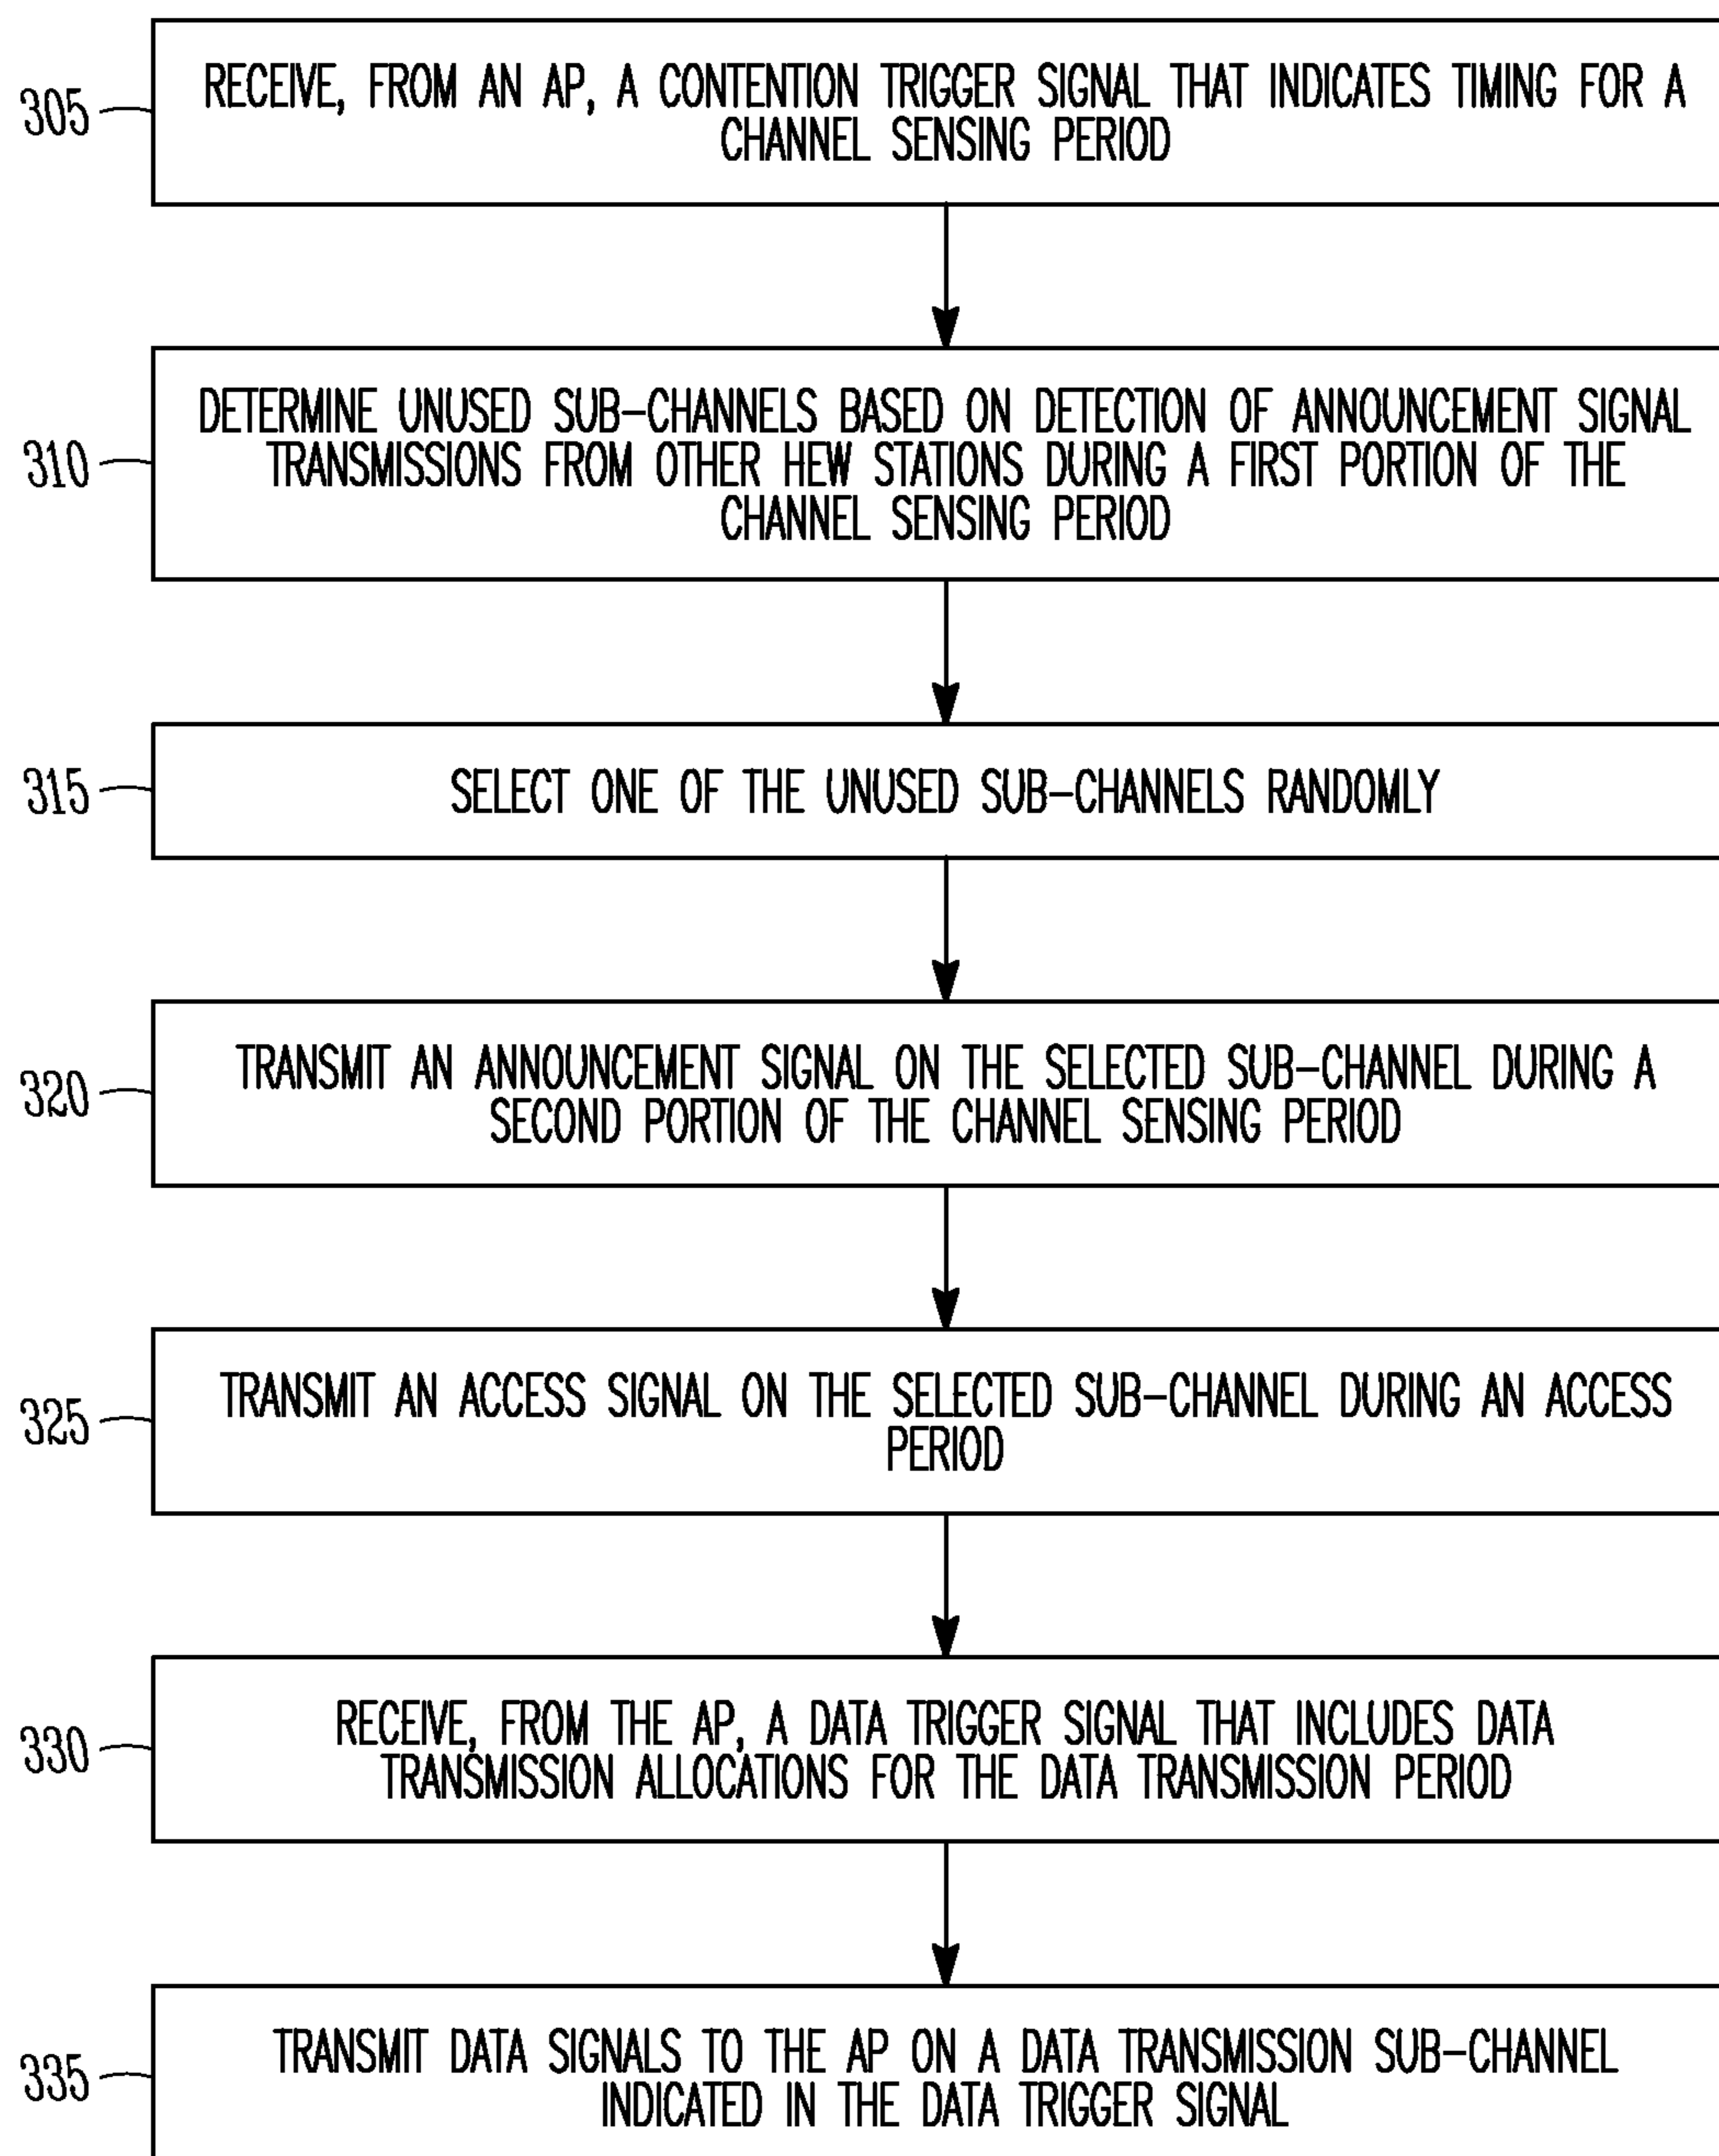 305
RECEIVE, FROM AN AP, A CONTENTION TRIGGER SIGNAL THAT INDICATES TIMING FOR A
CHANNEL SENSING PERIOD
310
DETERMINE UNUSED SUB-CHANNELS BASED ON DETECTION OF ANNOUNCEMENT SIGNAL
TRANSMISSIONS FROM OTHER HEW STATIONS DURING A FIRST PORTION OF THE
CHANNEL SENSING PERIOD
315
SELECT ONE OF THE UNUSED SUB-CHANNELS RANDOMLY
320
TRANSMIT AN ANNOUNCEMENT SIGNAL ON THE SELECTED SUB-CHANNEL DURING A
SECOND PORTION OF THE CHANNEL SENSING PERIOD
325
TRANSMIT AN ACCESS SIGNAL ON THE SELECTED SUB-CHANNEL DURING AN ACCESS
PERIOD
330
RECEIVE, FROM THE AP, A DATA TRIGGER SIGNAL THAT INCLUDES DATA
TRANSMISSION ALLOCATIONS FOR THE DATA TRANSMISSION PERIOD
335
TRANSMIT DATA SIGNALS TO THE AP ON A DATA TRANSMISSION SUB-CHANNEL
INDICATED IN THE DATA TRIGGER SIGNAL